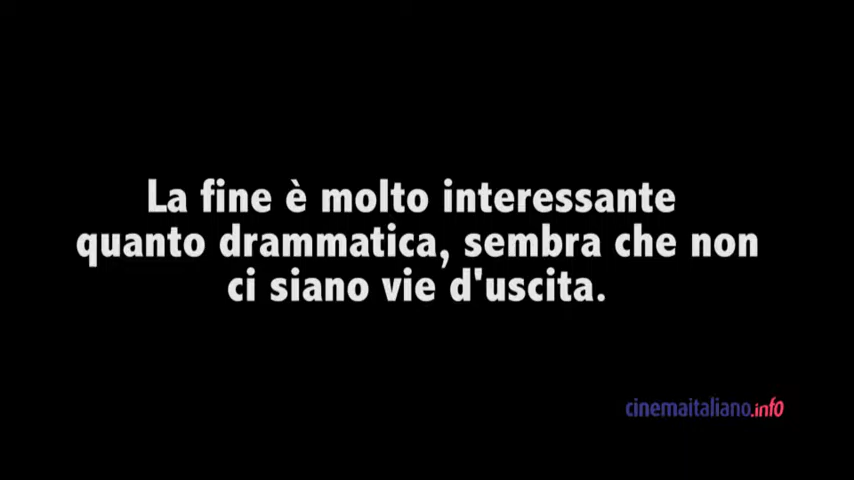 La fine è molto interessante
quanto drammatica, sembra che non
ci siano vie d'uscita.
cinemaitaliano.info